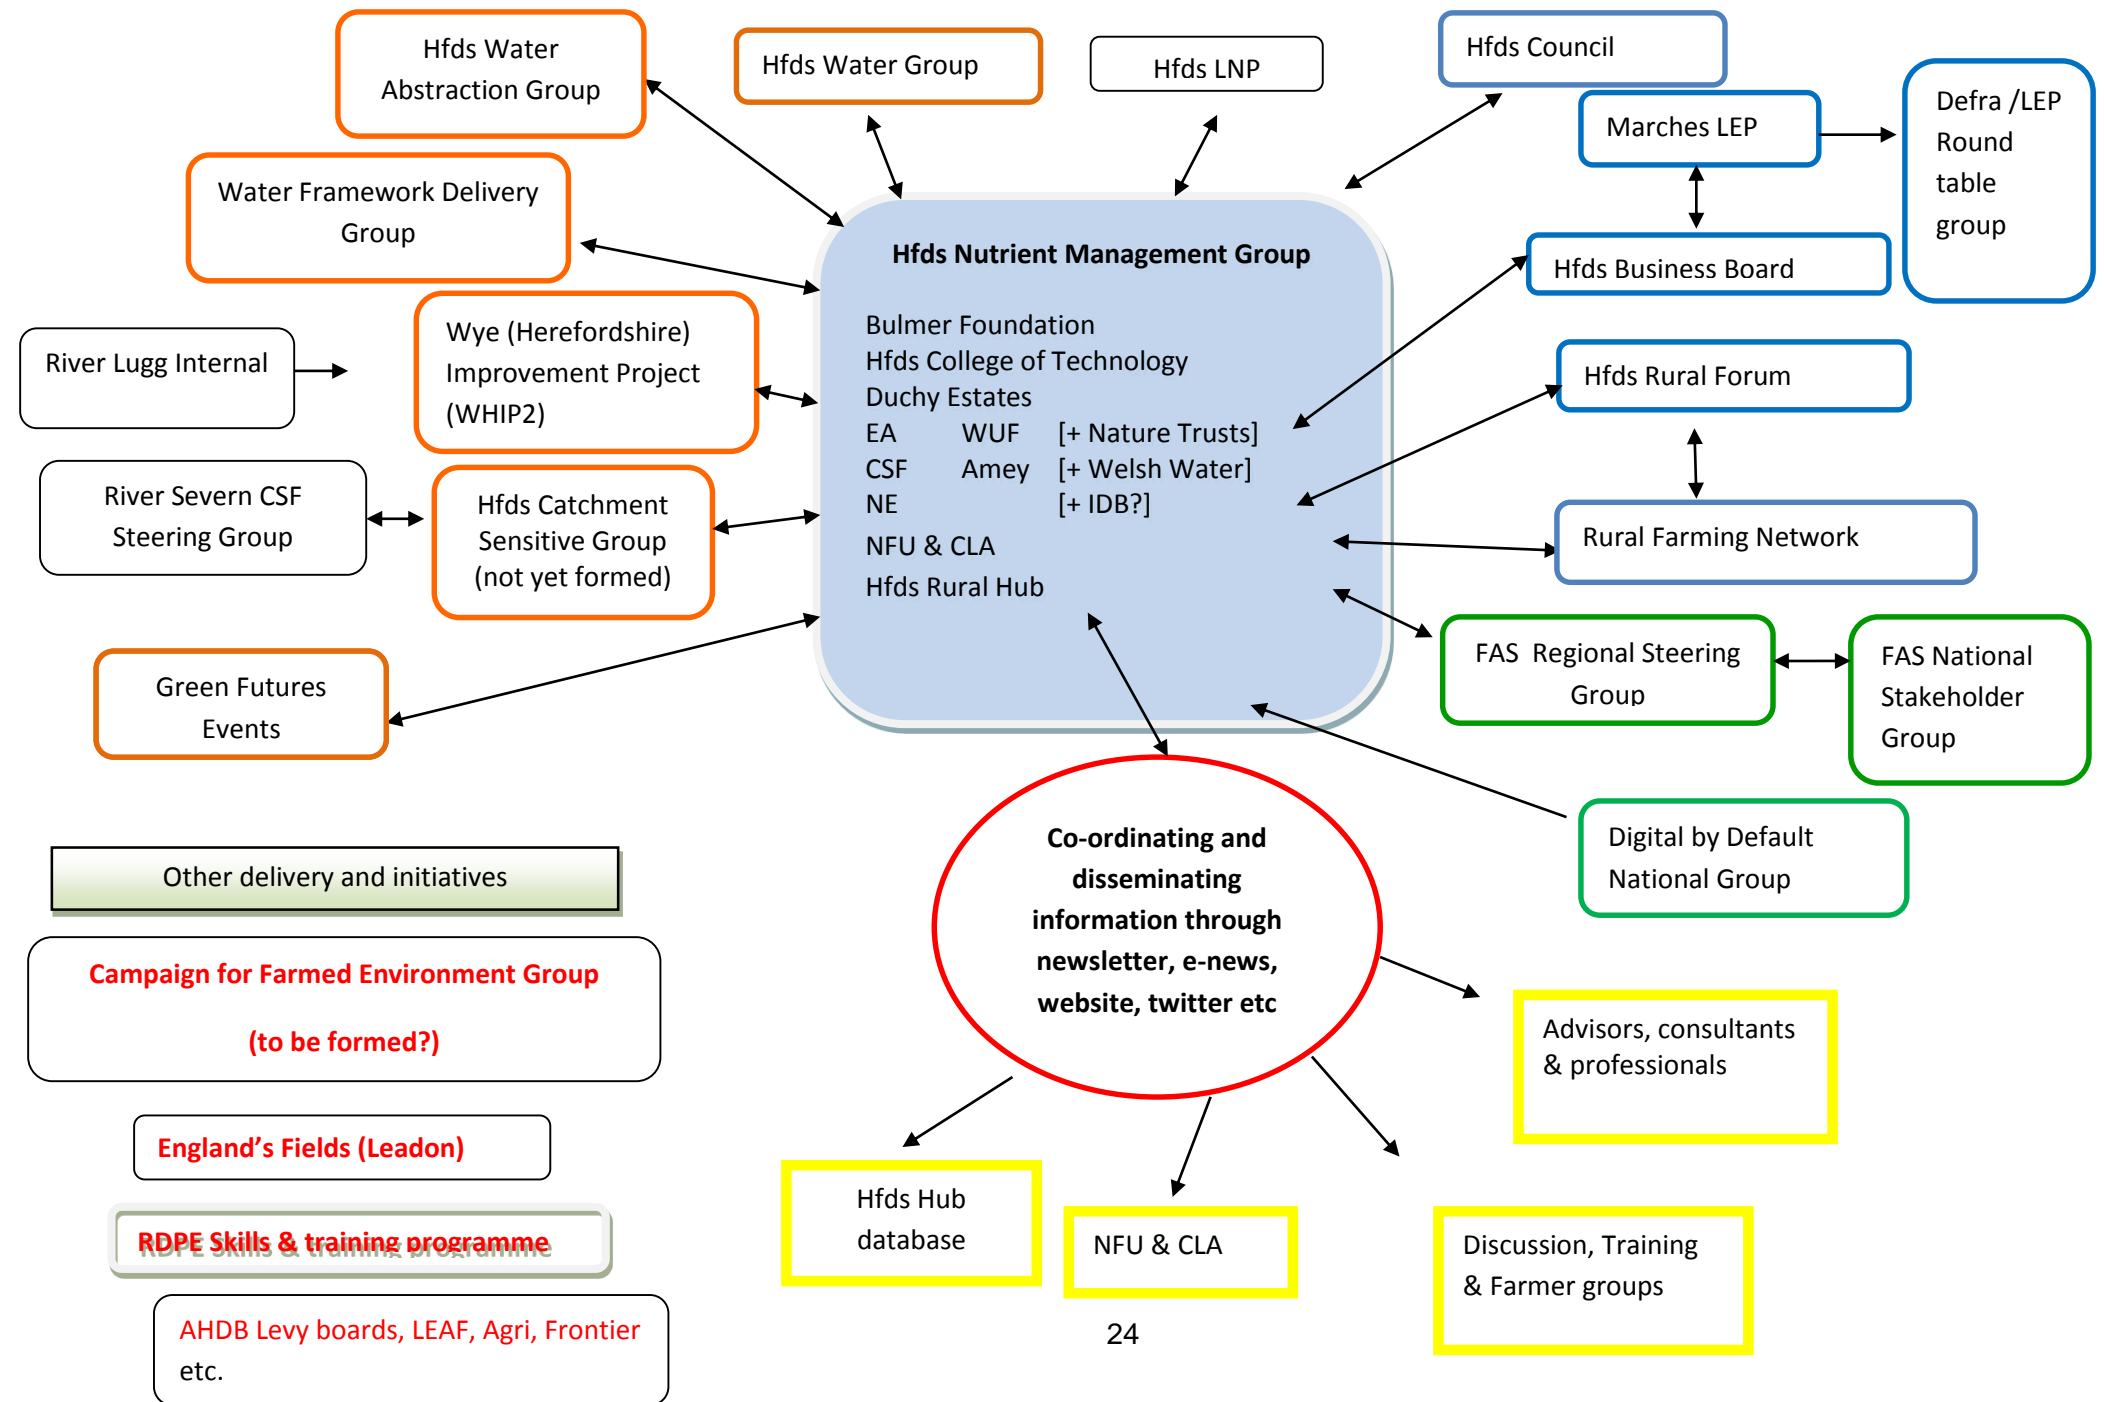 Hfds Water
Abstraction Group
Hfds Water Group
Hfds LNP
Hfds Council
Marches LEP
Defra /LEP
Round
table
group
Water Framework Delivery
Group
Hfds Business Board
River Lugg Internal
Wye (Herefordshire)
Improvement Project
(WHIP2)
Hfds Rural Forum
River Severn CSF
Steering Group
Hfds Catchment
Sensitive Group
(not yet formed)
Rural Farming Network
Hfds Nutrient Management Group
Bulmer Foundation
Hfds College of Technology
Duchy Estates
EA WUF [+ Nature Trusts]
CSF Amey [+ Welsh Water]
NE [+ IDB?]
NFU & CLA
Hfds Rural Hub
FAS Regional Steering
Group
FAS National
Stakeholder
Group
Green Futures
Events
Digital by Default
National Group
Co-ordinating and
disseminating
information through
newsletter, e-news,
website, twitter etc
Other delivery and initiatives
Campaign for Farmed Environment Group
(to be formed?)
England’s Fields (Leadon)
RDPE Skills & training programme
AHDB Levy boards, LEAF, Agri, Frontier
etc.
Advisors, consultants
& professionals
Hfds Hub
database
NFU & CLA
Discussion, Training
& Farmer groups
24